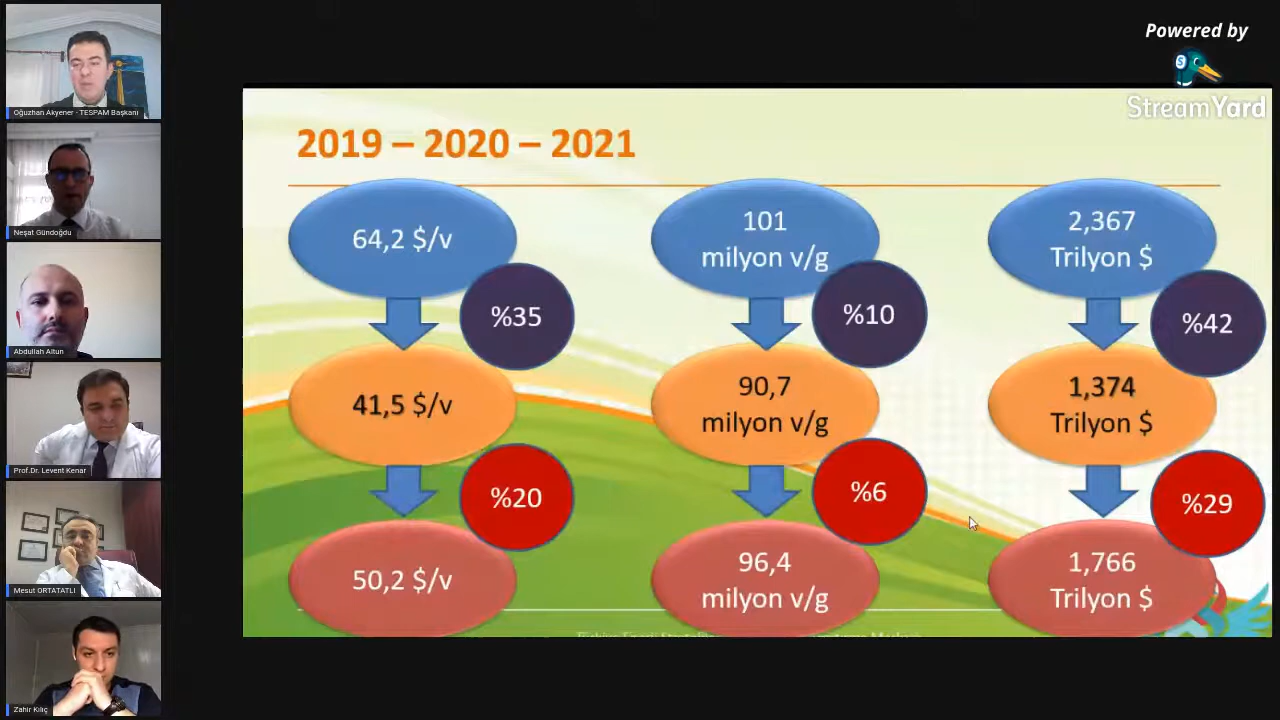 Powered by
StreamYard
Oğuzhan Akyener - TESPAM Başkanı
Neşat Gündoğdu
Abdullah Altun
Prof.Dr. Levent Kenar
Mesut ORTATATLI
Zahir Kılıç
2019 – 2020 – 2021
64,2 $/v
101
milyon v/g
2,367
Trilyon $
%35
%10
%42
41,5 $/v
90,7
milyon v/g
1,374
Trilyon $
%20
%6
%29
50,2 $/v
96,4
milyon v/g
1,766
Trilyon $